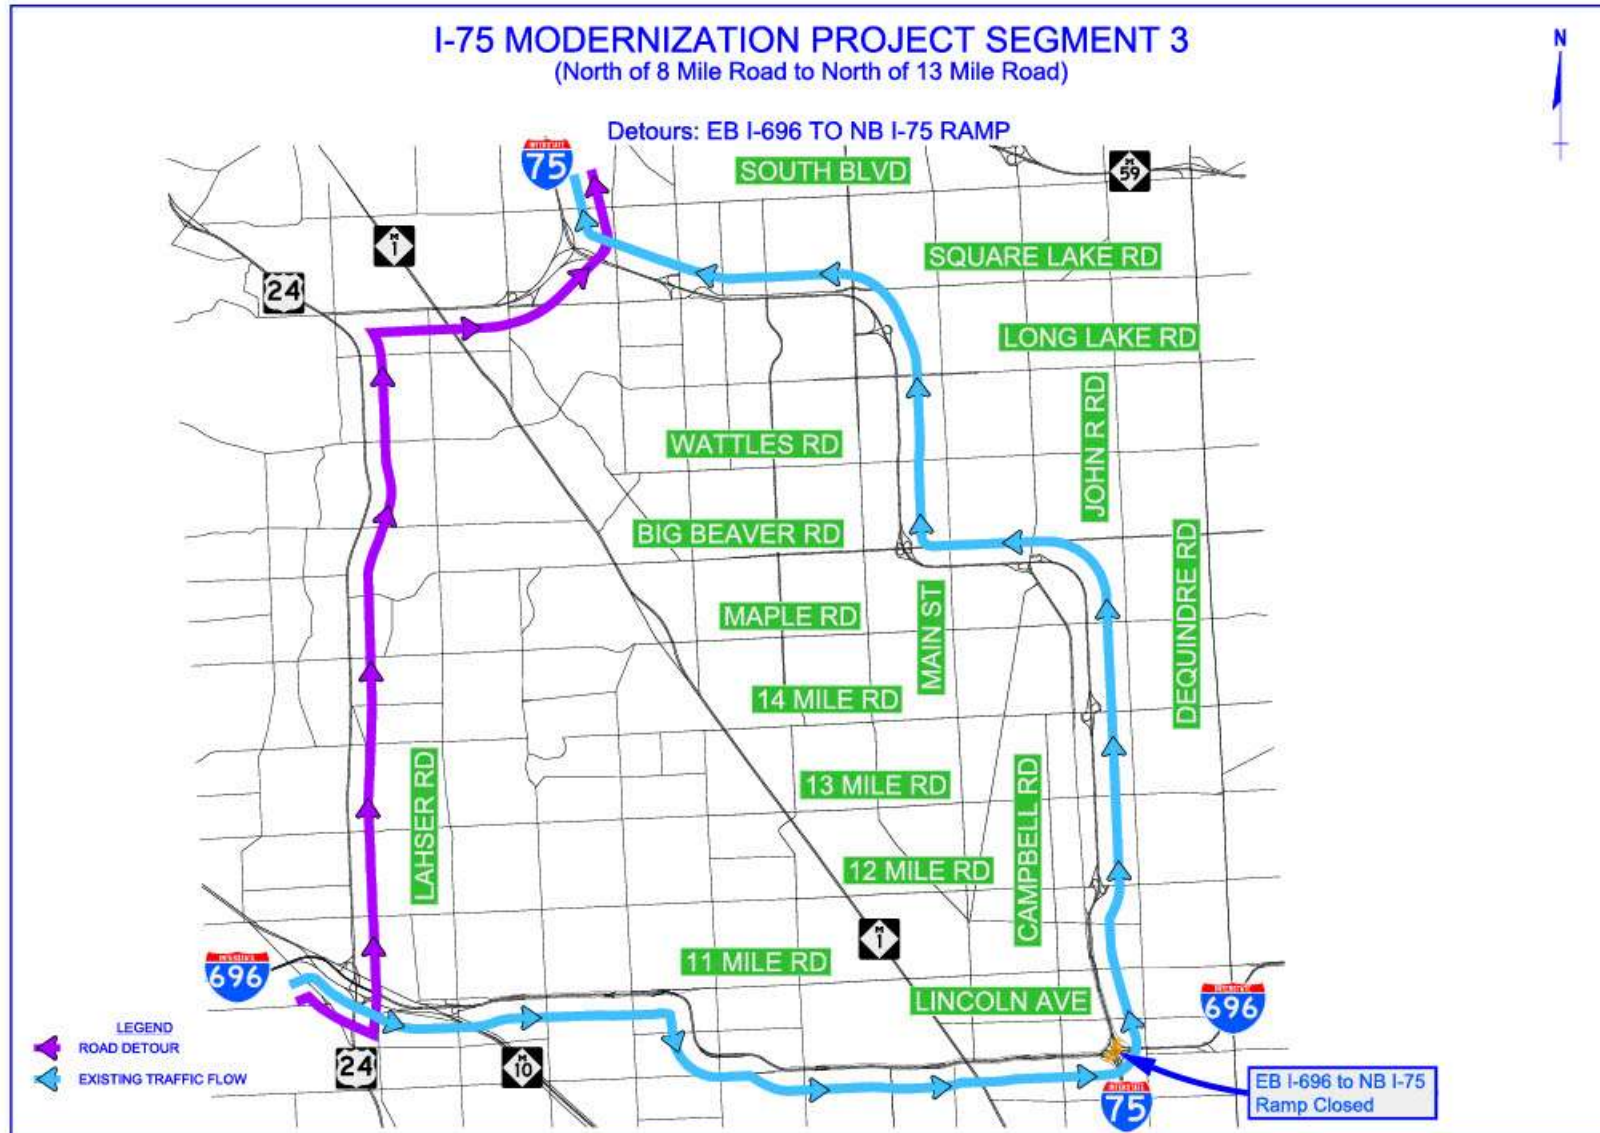 I-75 MODERNIZATION PROJECT SEGMENT 3
(North of 8 Mile Road to North of 13 Mile Road)
N
Detours: EB I-696 TO NB I-75 RAMP
INTERSTATE
75
SOUTH BLVD
M
59
M
1
SQUARE LAKE RD
24
LONG LAKE RD
JOHN R RD
WATTLES RD
BIG BEAVER RD
DEQUINDRE RD
MAPLE RD
MAIN ST
14 MILE RD
LAHSER RD
13 MILE RD
CAMPBELL RD
12 MILE RD
M
1
11 MILE RD
INTERSTATE
696
LINCOLN AVE
INTERSTATE
696
LEGEND
ROAD DETOUR
EXISTING TRAFFIC FLOW
24
M
10
INTERSTATE
75
EB I-696 to NB I-75
Ramp Closed